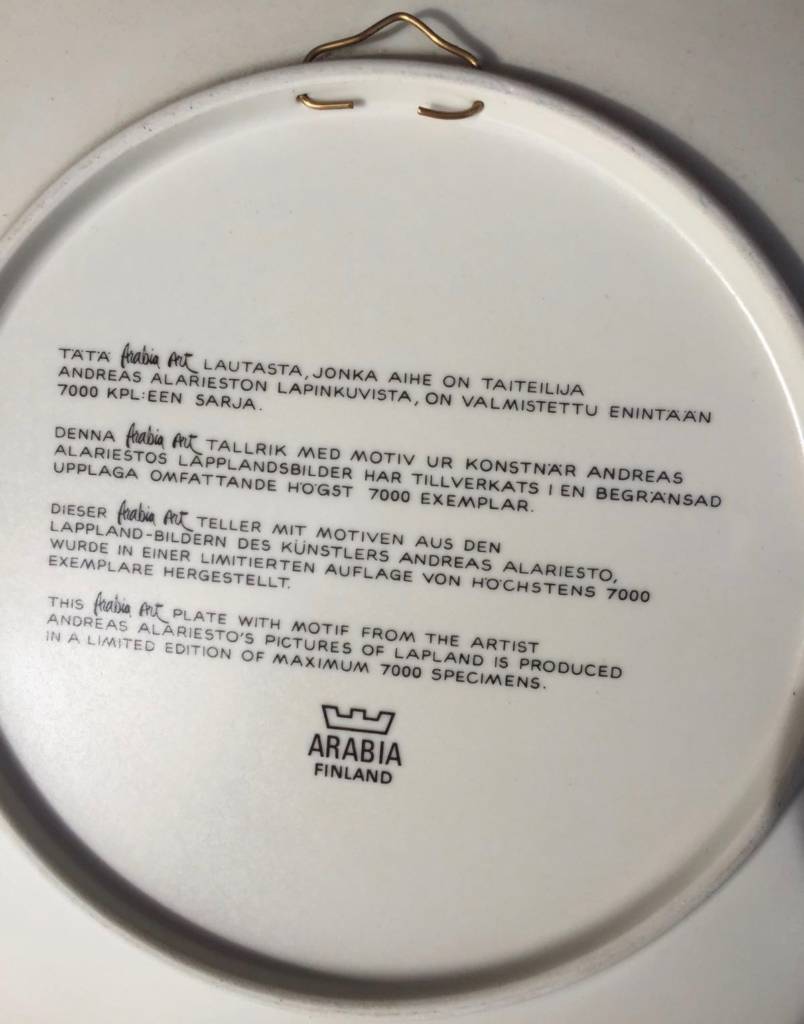 TÄTÄ Arabia Art LAUTASTA, JONKA AIHE ON TAITEILIJA
ANDREAS ALARIESTON LAPINKUVISTA, ON VALMISTETTU ENINTÄÄN
7000 KPL:EEN SARJA.
DENNA Arabia Art TALLRIK MED MOTIV UR KONSTNÄR ANDREAS
ALARIESTOS LAPPLANDSBILDER HAR TILLVERKATS I EN BEGRÄNSAD
UPPLAGA OMFATTANDE HÖGST 7000 EXEMPLAR.
DIESER Arabia Art TELLER MIT MOTIVEN AUS DEN
LAPPLAND-BILDERN DES KÜNSTLERS ANDREAS ALARIESTO,
WURDE IN EINER LIMITIERTEN AUFLAGE VON HÖCHSTENS 7000
EXEMPLARE HERGESTELLT.
THIS Arabia Art PLATE WITH MOTIF FROM THE ARTIST
ANDREAS ALARIESTO'S PICTURES OF LAPLAND IS PRODUCED
IN A LIMITED EDITION OF MAXIMUM 7000 SPECIMENS.
ARABIA
FINLAND